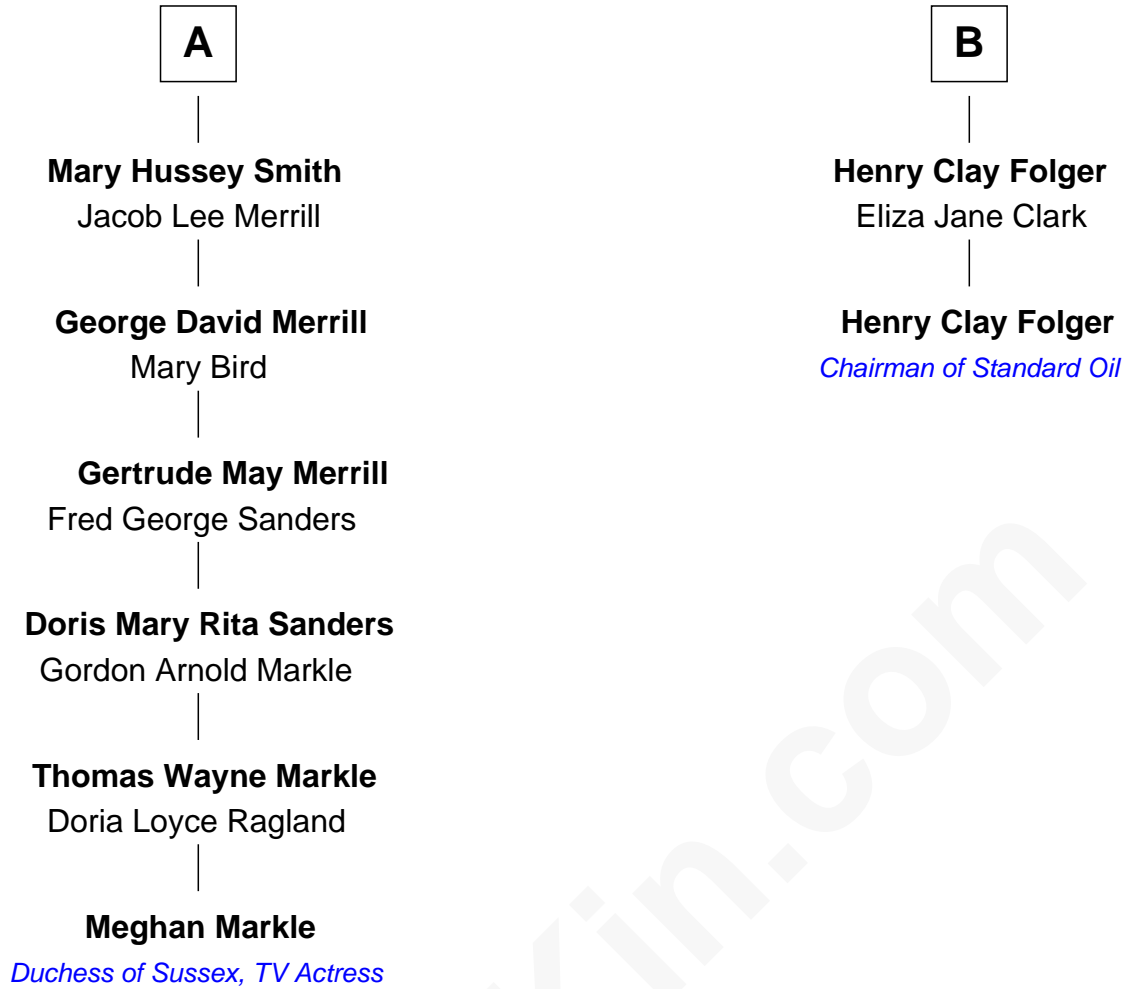 A
Mary Hussey Smith
Jacob Lee Merrill
George David Merrill
Mary Bird
Gertrude May Merrill
Fred George Sanders
Doris Mary Rita Sanders
Gordon Arnold Markle
Thomas Wayne Markle
Doria Loyce Ragland
Meghan Markle
Duchess of Sussex, TV Actress
B
Henry Clay Folger
Eliza Jane Clark
Henry Clay Folger
Chairman of Standard Oil